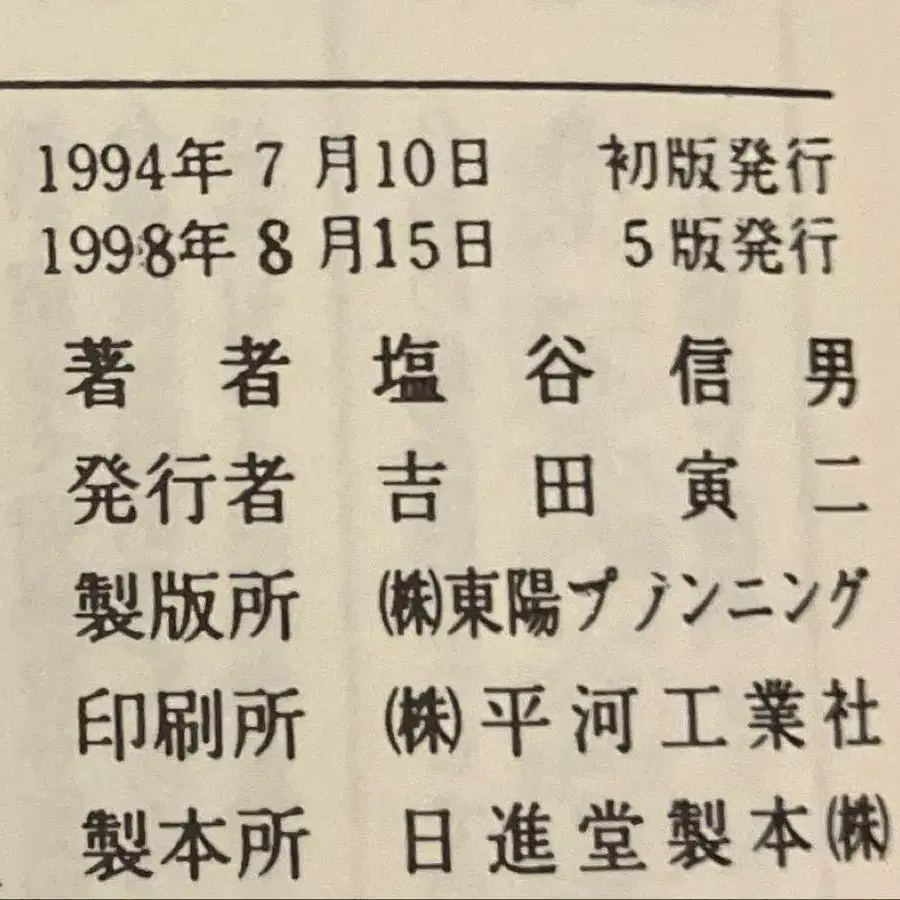 1994年7月10日 初版発行
1998年8月15日 5版発行
著者 塩谷信男
発行者 吉田寅二
製版所 ㈱東陽プランニング
印刷所 ㈱平河工業社
製本所 日進堂製本㈱